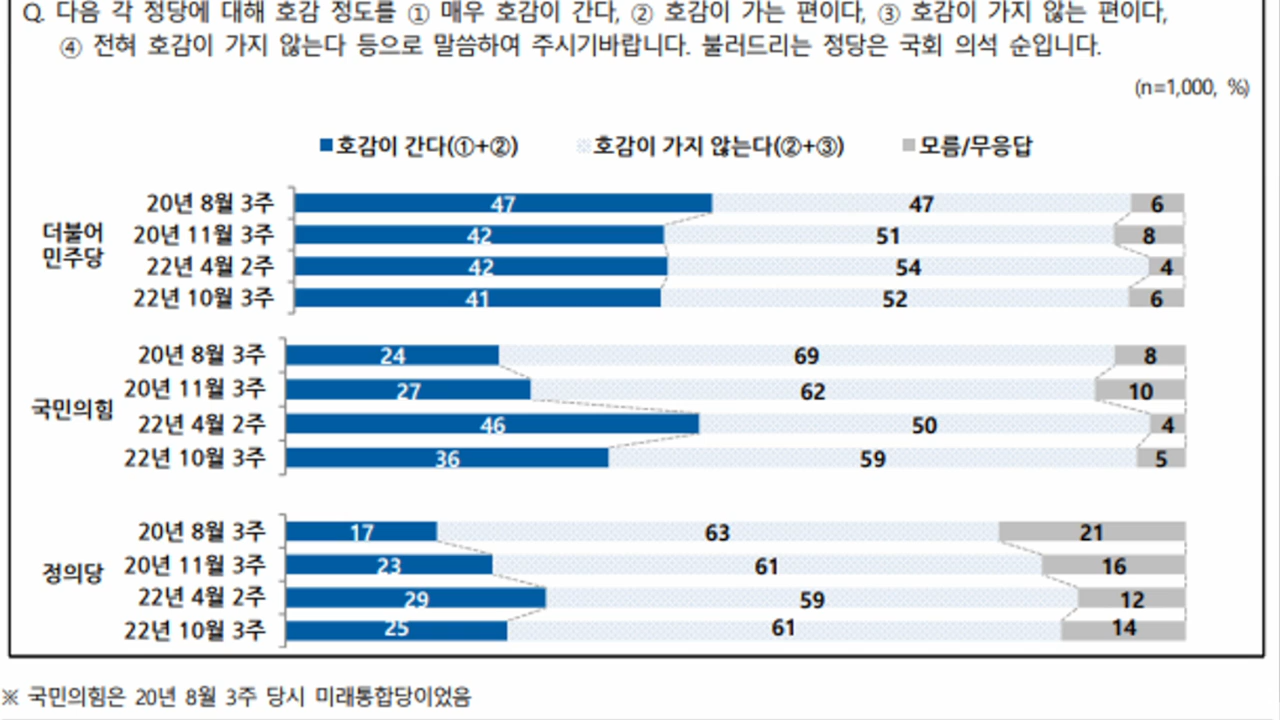 Q. 다음 각 정당에 대해 호감 정도를 ① 매우 호감이 간다, ② 호감이 가는 편이다, ③ 호감이 가지 않는 편이다,
④ 전혀 호감이 가지 않는다 등으로 말씀하여 주시기바랍니다. 불러드리는 정당은 국회 의석 순입니다.
(n=1,000, %)
호감이 간다(①+②) 호감이 가지 않는다(②+③) 모름/무응답
더불어
민주당
20년 8월 3주 47 47 6
20년 11월 3주 42 51 8
22년 4월 2주 42 54 4
22년 10월 3주 41 52 6
국민의힘
20년 8월 3주 24 69 8
20년 11월 3주 27 62 10
22년 4월 2주 46 50 4
22년 10월 3주 36 59 5
정의당
20년 8월 3주 17 63 21
20년 11월 3주 23 61 16
22년 4월 2주 29 59 12
22년 10월 3주 25 61 14
※ 국민의힘은 20년 8월 3주 당시 미래통합당이었음